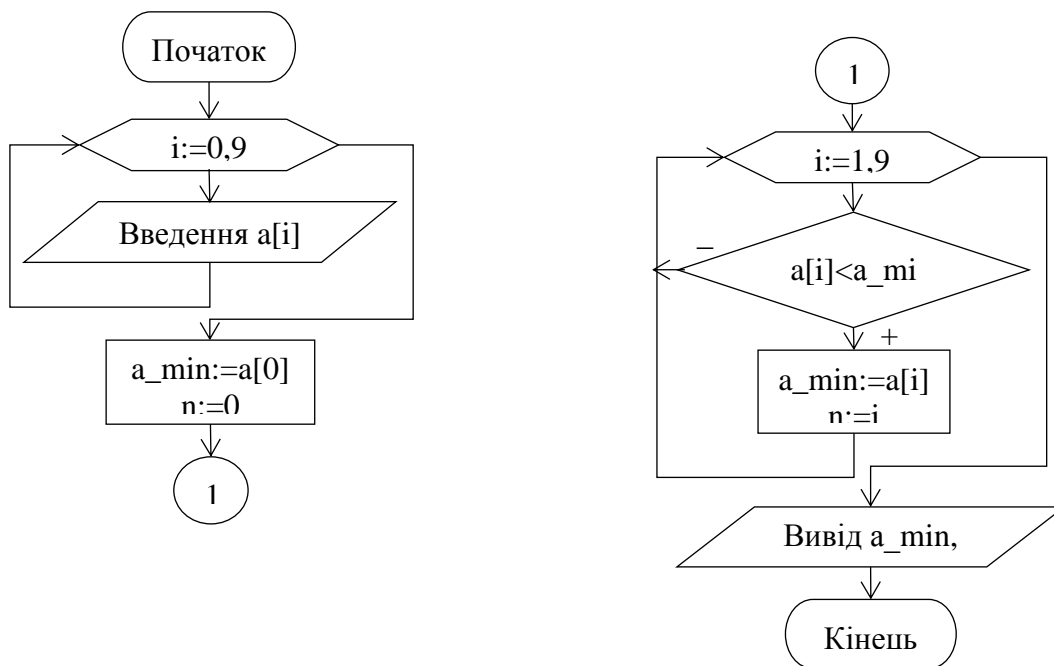 Початок
i:=0,9
Введення a[i]
a_min:=a[0]
n:=0
1
1
i:=1,9
a[i]<a_mi
–
+
a_min:=a[i]
n:=i
Вивід a_min,
Кінець